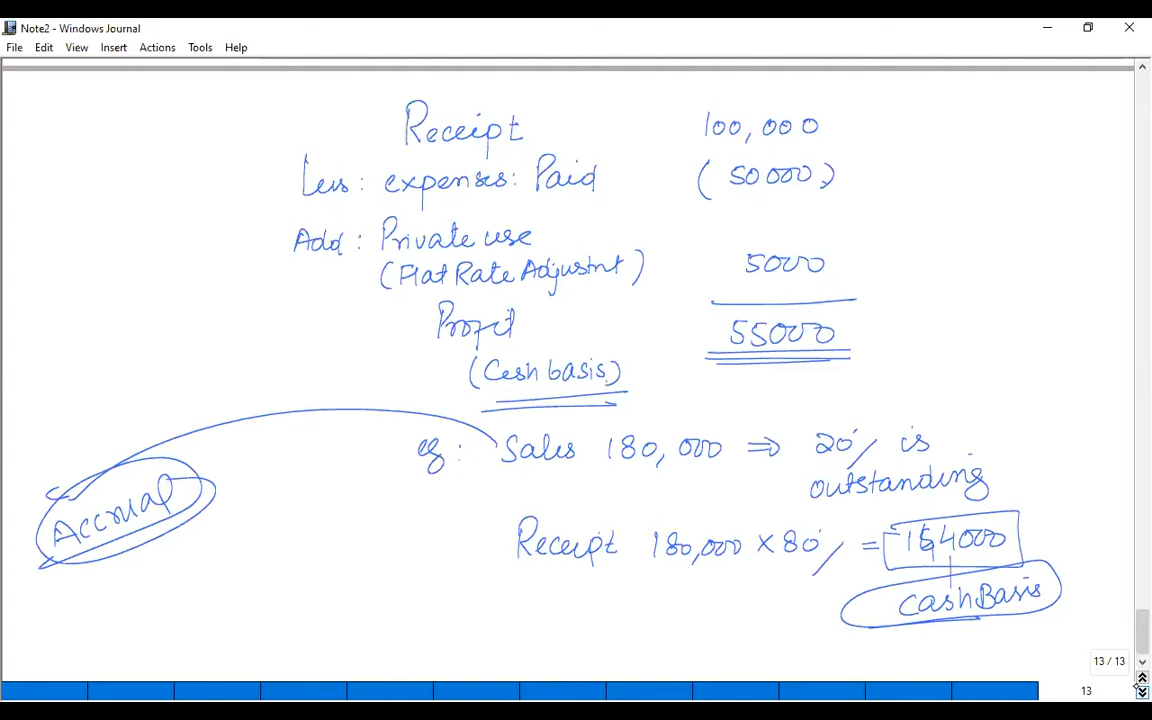 Note2 - Windows Journal
File Edit View Insert Actions Tools Help
Receipt 100,000
Less: expenses: Paid (50000)
Add: Private use
(Flat Rate Adjustmt) 5000
Profit 55000
(Cash basis)
eg: Sales 180,000 ⇒ 20% is
outstanding
Accrual
Receipt 180,000 × 80% =
Cash Basis
13 / 13
13